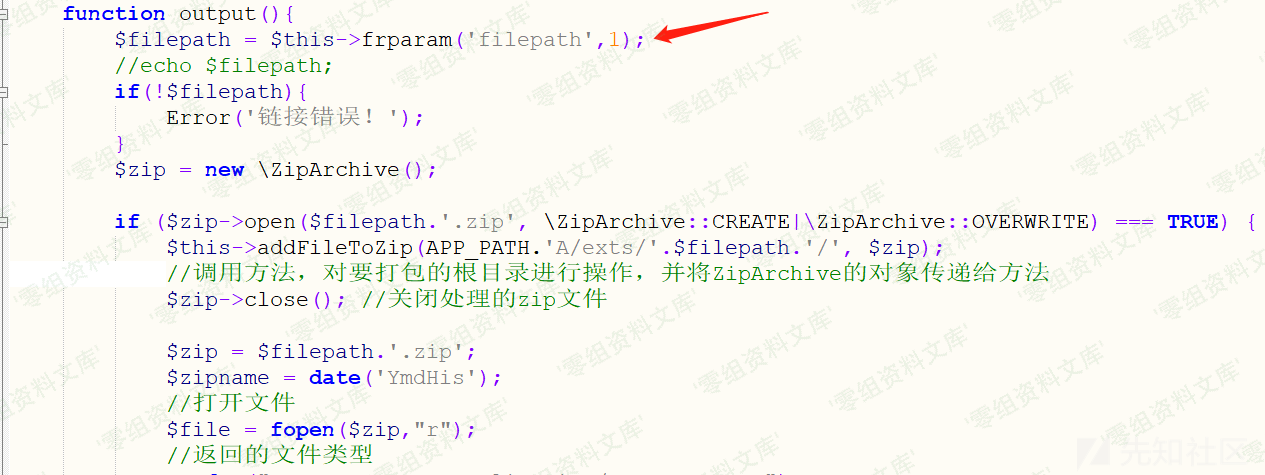 function output(){
$filepath = $this->frparam('filepath',1);
//echo $filepath;
if(!$filepath){
Error('链接错误！');
}
$zip = new \ZipArchive();
if ($zip->open($filepath.'.zip', \ZipArchive::CREATE|\ZipArchive::OVERWRITE) === TRUE) {
$this->addFileToZip(APP_PATH.'A/exts/'.$filepath.'/', $zip);
//调用方法，对要打包的根目录进行操作，并将ZipArchive的对象传递给方法
$zip->close(); //关闭处理的zip文件
$zip = $filepath.'.zip';
$zipname = date('YmdHis');
//打开文件
$file = fopen($zip,"r");
//返回的文件类型
'零组资料文库'
先知社区